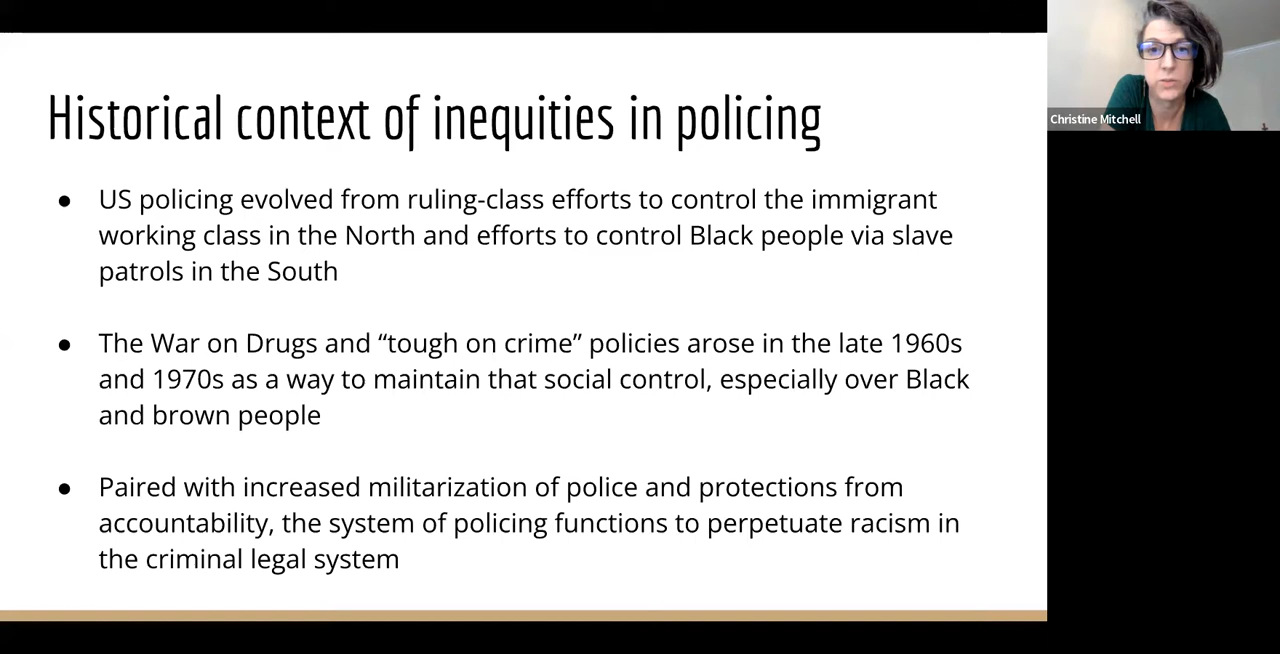 Historical context of inequities in policing
● US policing evolved from ruling-class efforts to control the immigrant
working class in the North and efforts to control Black people via slave
patrols in the South
● The War on Drugs and “tough on crime” policies arose in the late 1960s
and 1970s as a way to maintain that social control, especially over Black
and brown people
● Paired with increased militarization of police and protections from
accountability, the system of policing functions to perpetuate racism in
the criminal legal system
Christine Mitchell